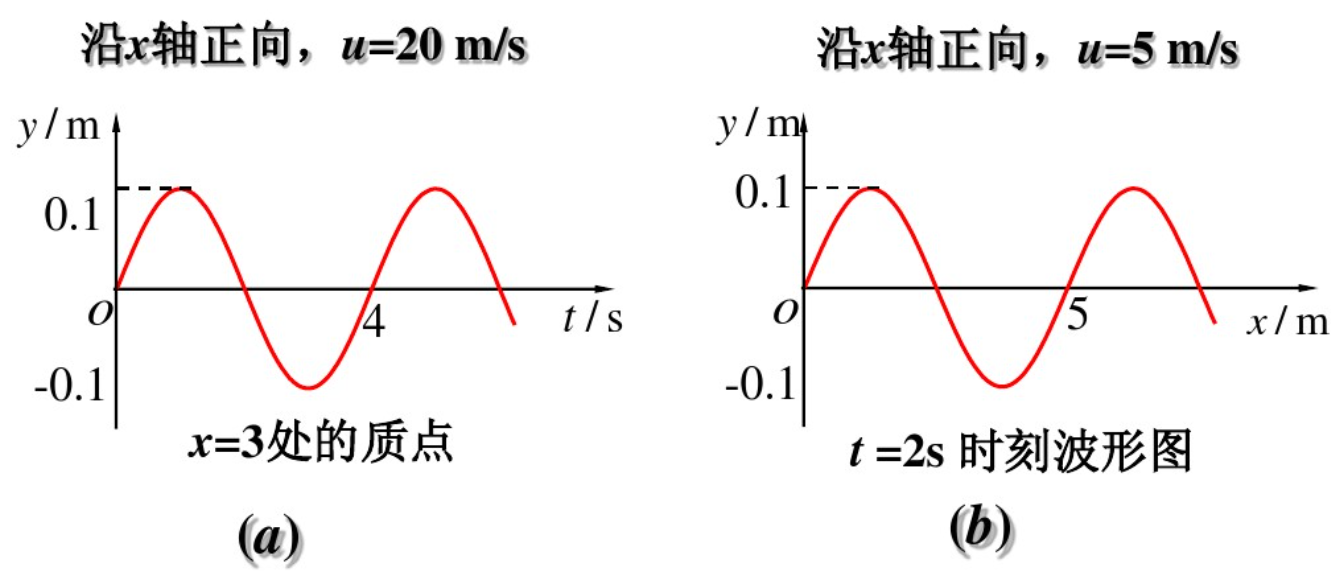 沿x轴正向，u=20 m/s
y / m
0.1
O
4
t / s
-0.1
x=3处的质点
(a)
沿x轴正向，u=5 m/s
y / m
0.1
O
5
x / m
-0.1
t =2s 时刻波形图
(b)